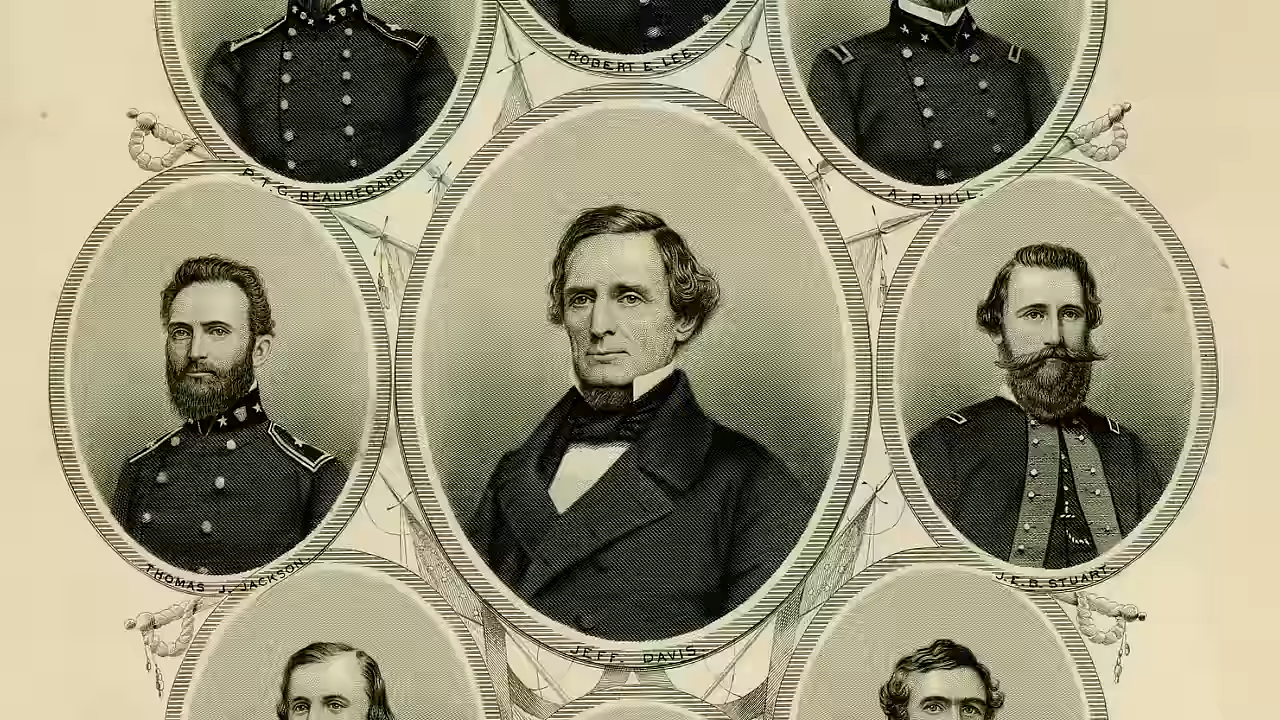 ROBERT E. LEE
P. T. G. BEAUREGARD
A. P. HILL
THOMAS J. JACKSON
J. E. B. STUART
JEFF. DAVIS.